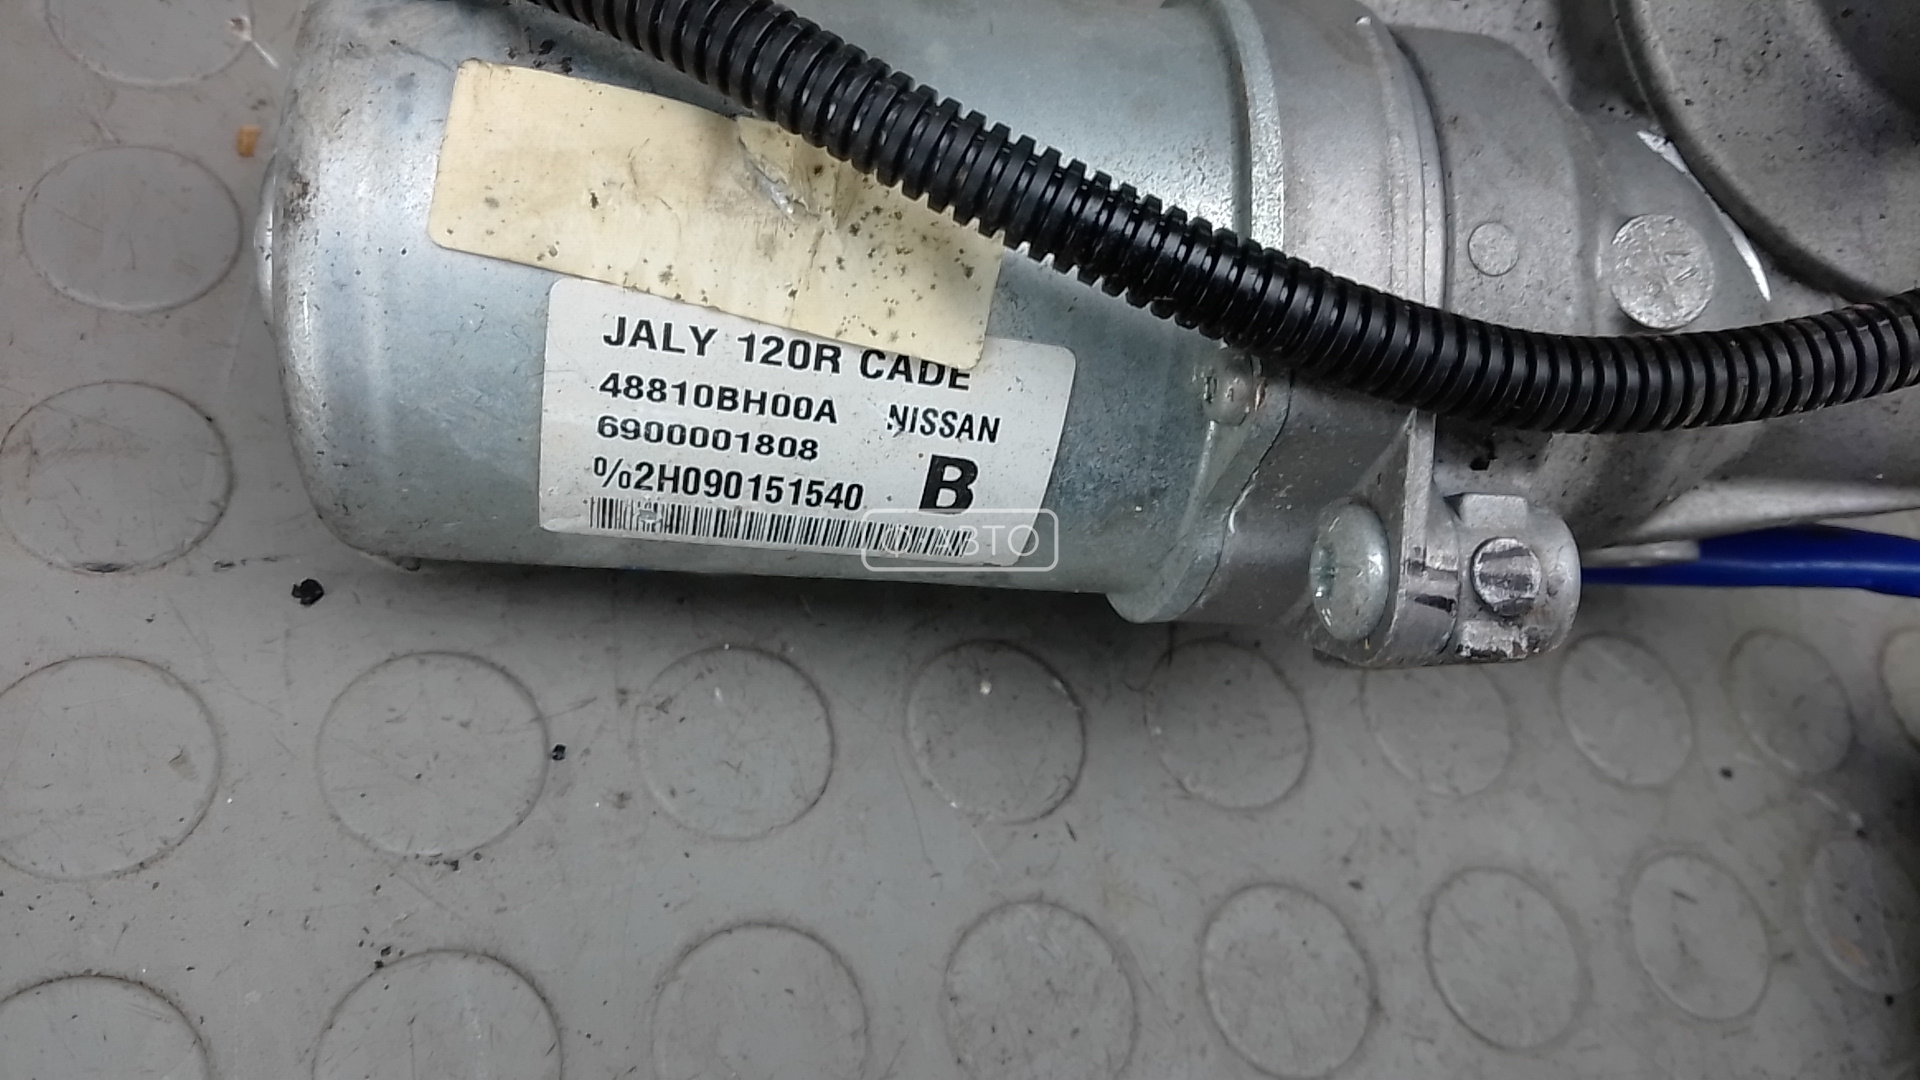 JALY 120R CADE
48810BH00A NISSAN
6900001808
%2H090151540 B